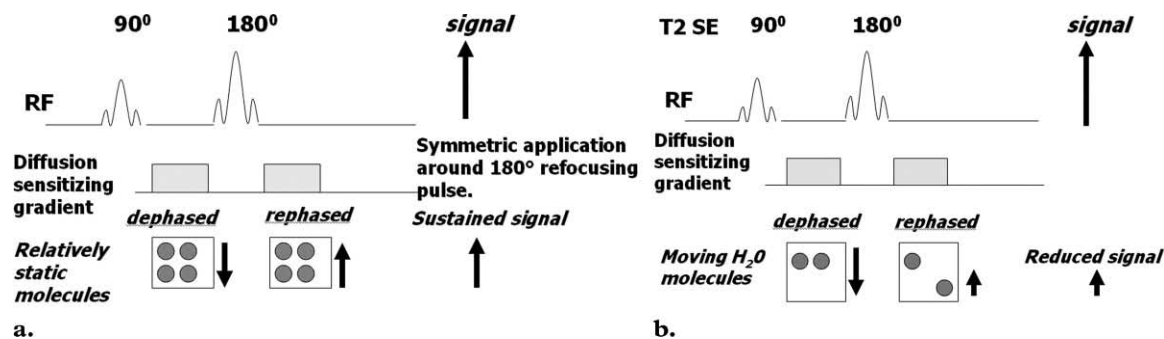 90⁰ 180⁰ signal
RF
Symmetric application
around 180° refocusing
pulse.
Diffusion
sensitizing
gradient
dephased rephased Sustained signal
Relatively
static
molecules
a.
T2 SE 90⁰ 180⁰ signal
RF
Diffusion
sensitizing
gradient
dephased rephased
Moving H₂0
molecules
Reduced signal
b.